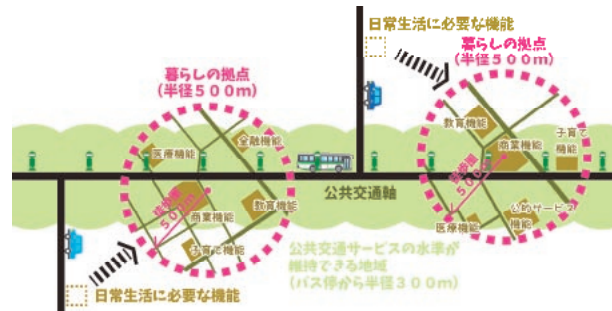 日常生活に必要な機能
暮らしの拠点
(半径500m)
教育機能
子育て
機能
商業機能
徒歩圏
500m
公的サービス
機能
医療機能
暮らしの拠点
(半径500m)
医療機能
金融機能
徒歩圏
500m
商業機能
教育機能
子育て機能
公共交通軸
公共交通サービスの水準が
維持できる地域
(バス停から半径300m)
日常生活に必要な機能